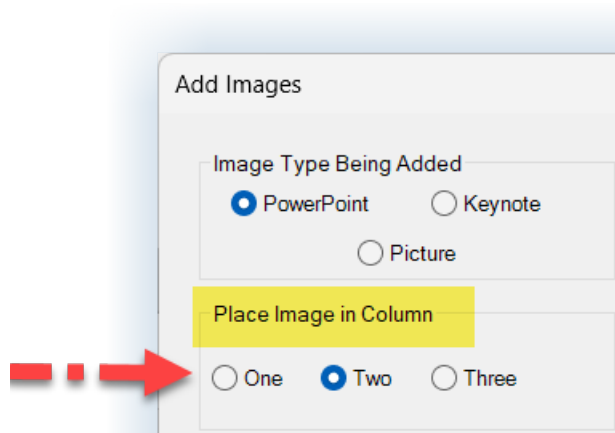 Add Images
Image Type Being Added
PowerPoint Keynote
Picture
Place Image in Column
One Two Three